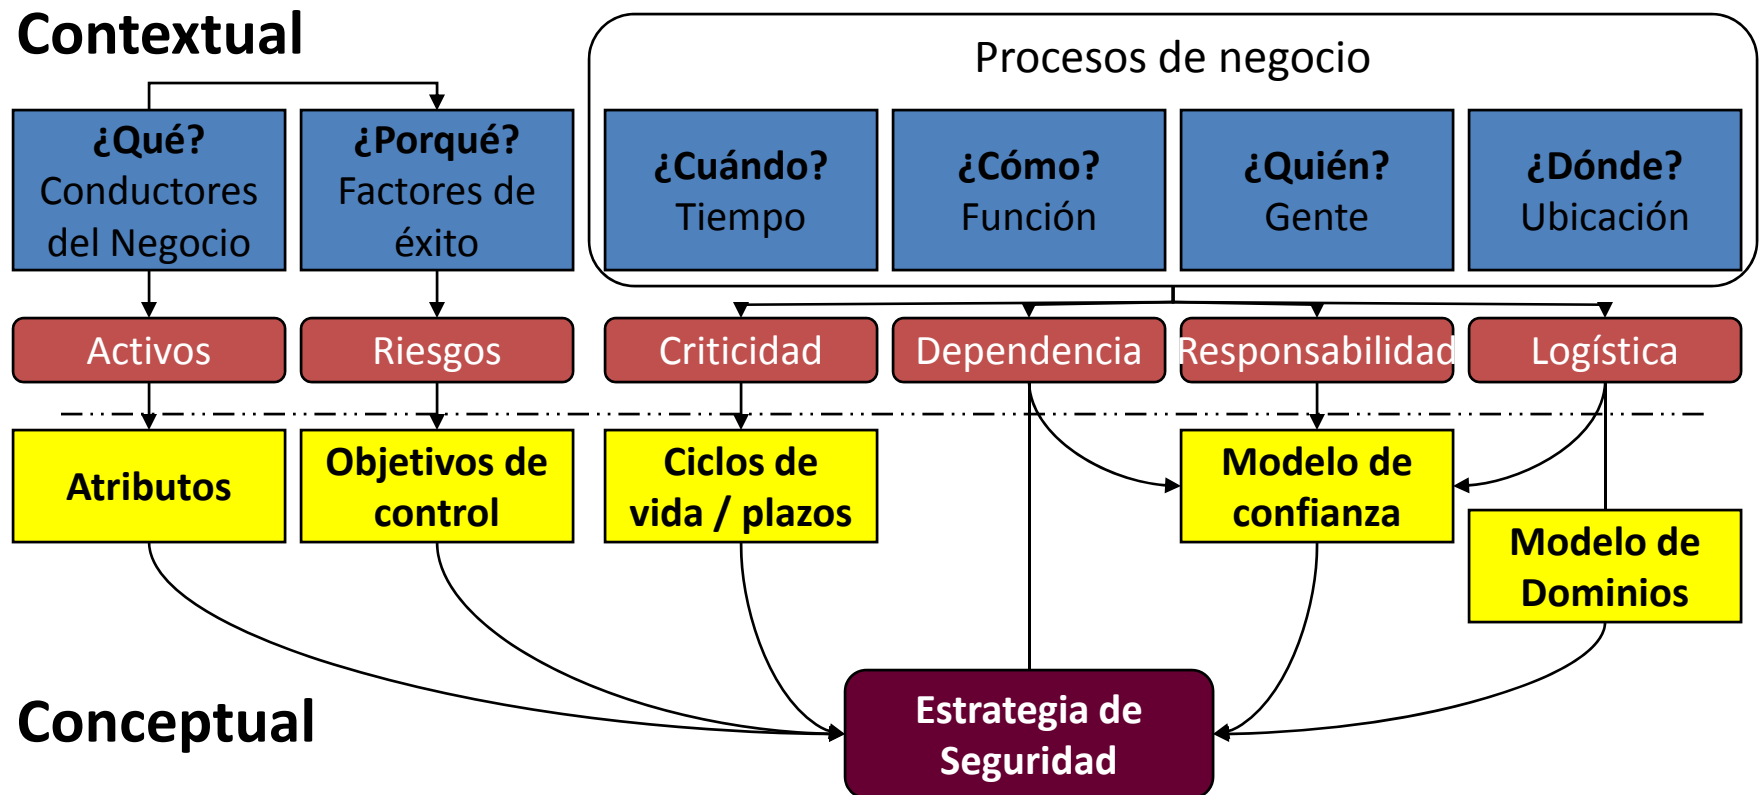 Contextual
Procesos de negocio
¿Qué?
Conductores
del Negocio
¿Porqué?
Factores de
éxito
¿Cuándo?
Tiempo
¿Cómo?
Función
¿Quién?
Gente
¿Dónde?
Ubicación
Activos
Riesgos
Criticidad
Dependencia
Responsabilidad
Logística
Atributos
Objetivos de
control
Ciclos de
vida / plazos
Modelo de
confianza
Modelo de
Dominios
Conceptual
Estrategia de
Seguridad